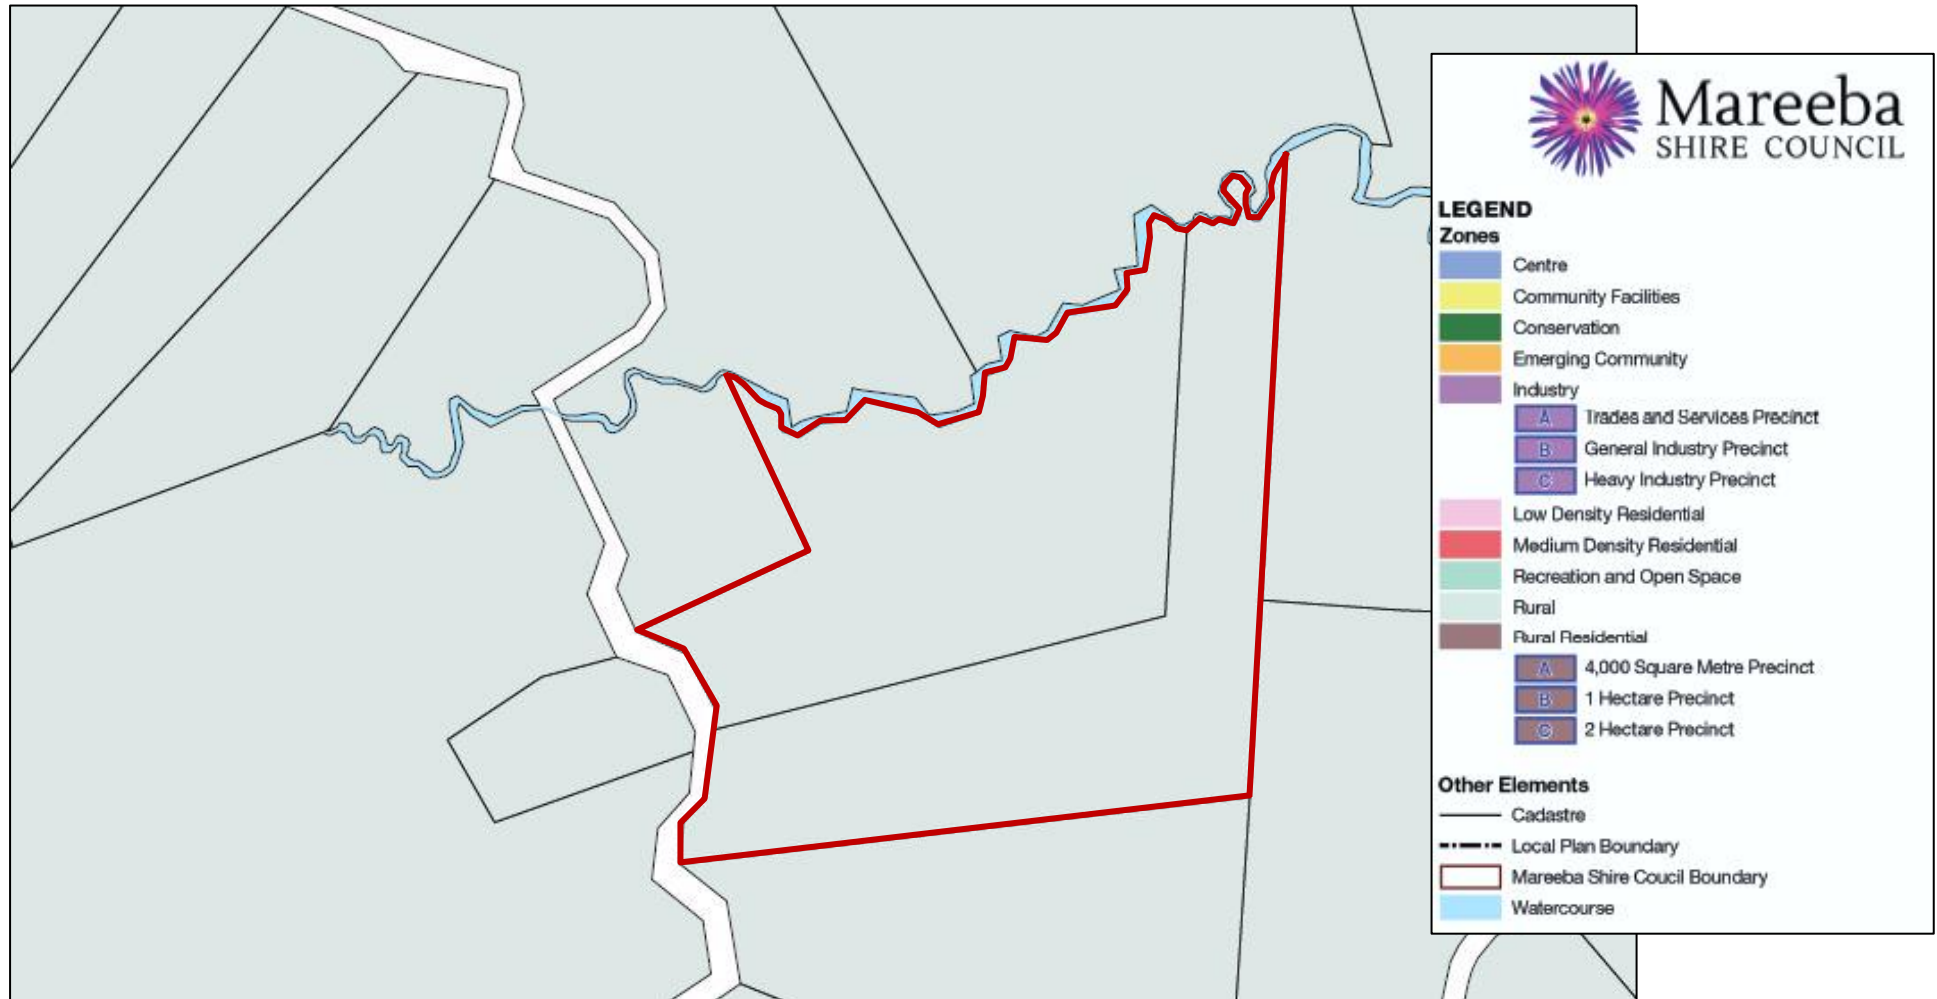 Mareeba
SHIRE COUNCIL
LEGEND
Zones
Centre
Community Facilities
Conservation
Emerging Community
Industry
A Trades and Services Precinct
B General Industry Precinct
C Heavy Industry Precinct
Low Density Residential
Medium Density Residential
Recreation and Open Space
Rural
Rural Residential
A 4,000 Square Metre Precinct
B 1 Hectare Precinct
C 2 Hectare Precinct
Other Elements
Cadastre
Local Plan Boundary
Mareeba Shire Coucil Boundary
Watercourse